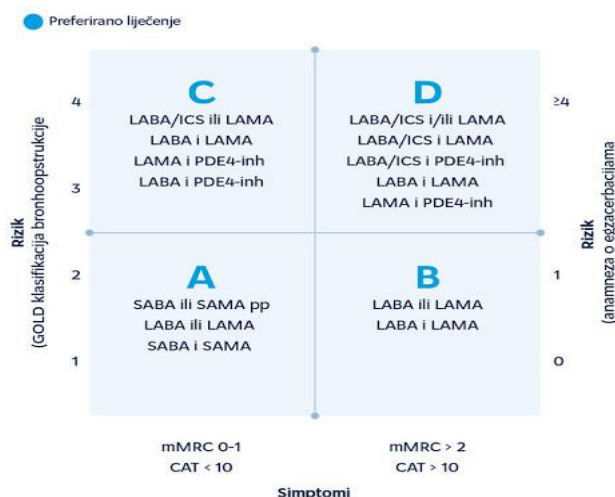 Preferirano liječenje
C
LABA/ICS ili LAMA
LABA i LAMA
LAMA i PDE4-inh
LABA i PDE4-inh
D
LABA/ICS i/ili LAMA
LABA/ICS i LAMA
LABA/ICS i PDE4-inh
LABA i LAMA
LAMA i PDE4-inh
A
SABA ili SAMA pp
LABA ili LAMA
SABA i SAMA
B
LABA ili LAMA
LABA i LAMA
4
3
2
1
Rizik
(GOLD klasifikacija bronhoopstrukcije
≥4
1
0
Rizik
(anamneza o egzacerbacijama
mMRC 0-1
CAT < 10
mMRC > 2
CAT > 10
Simptomi